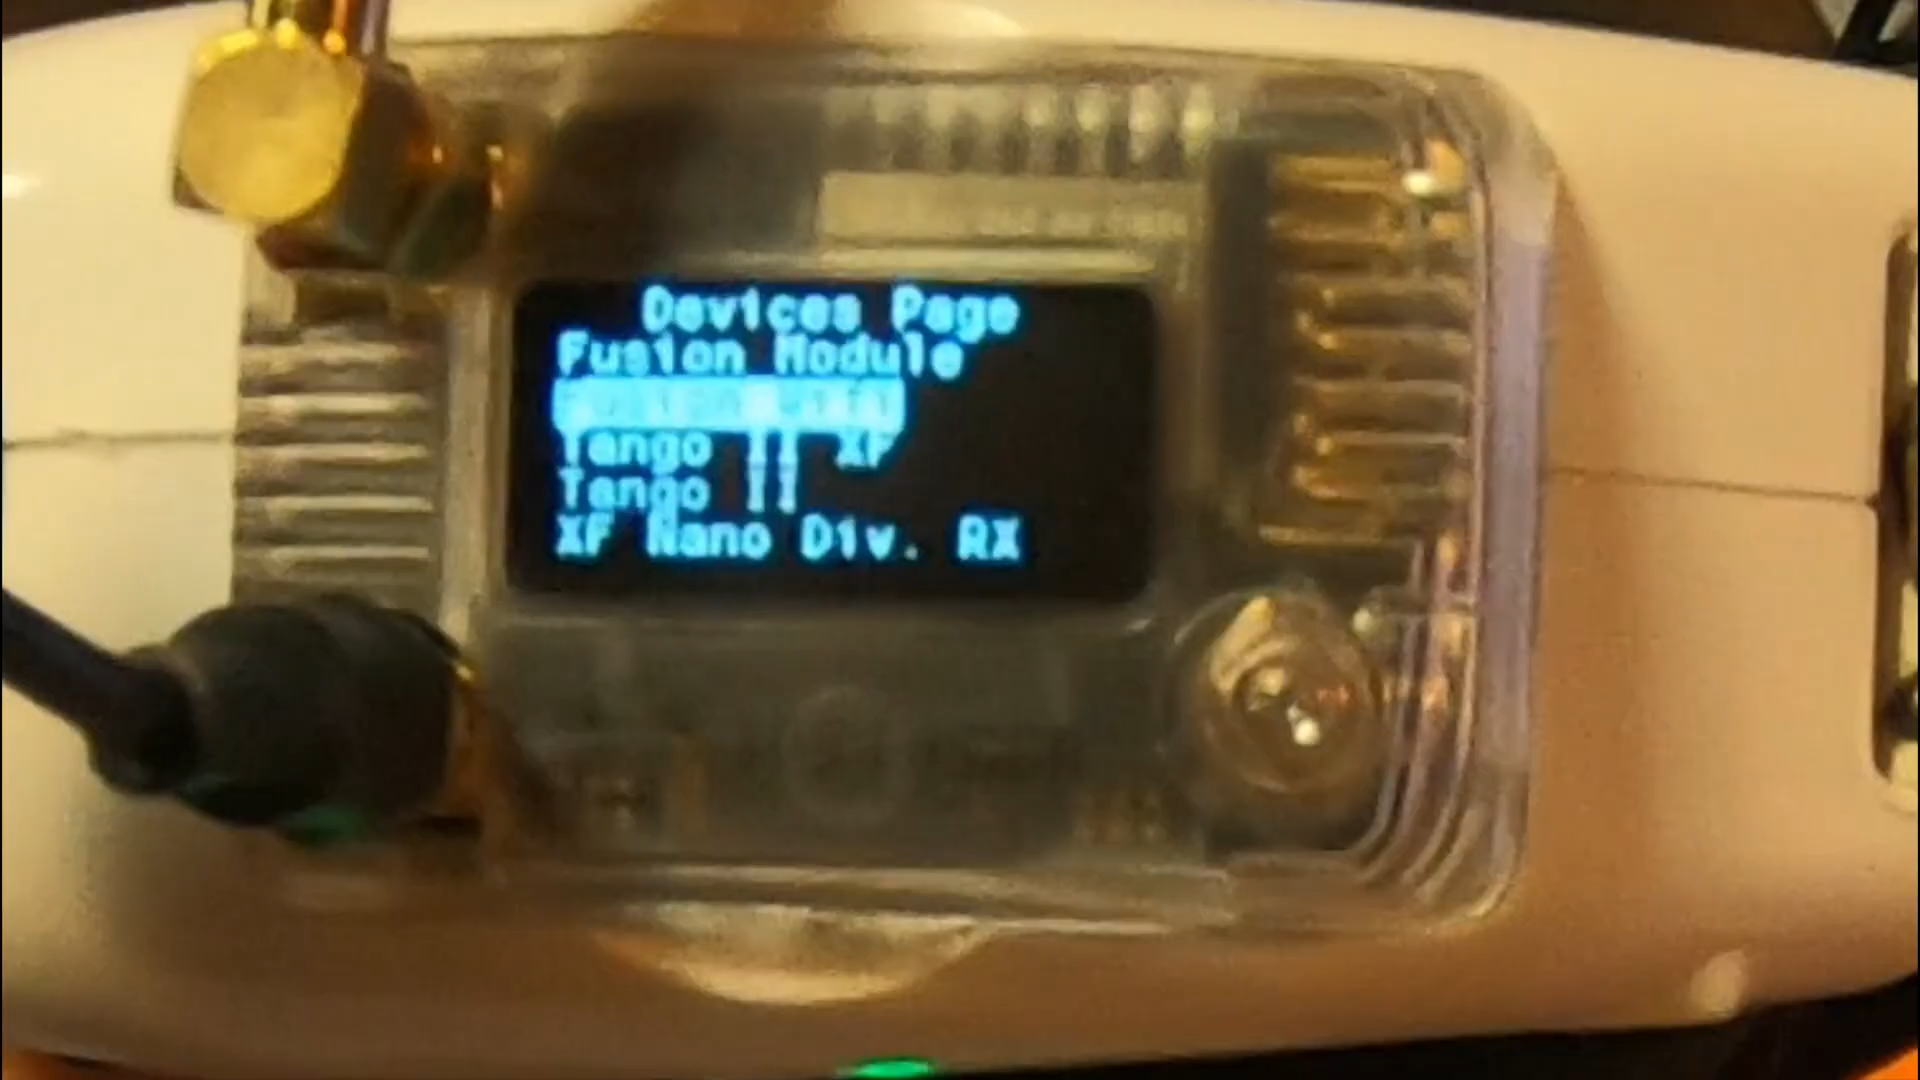 Devices Page
Fusion Module
Tango II XF
Tango II
XF Nano Div. RX